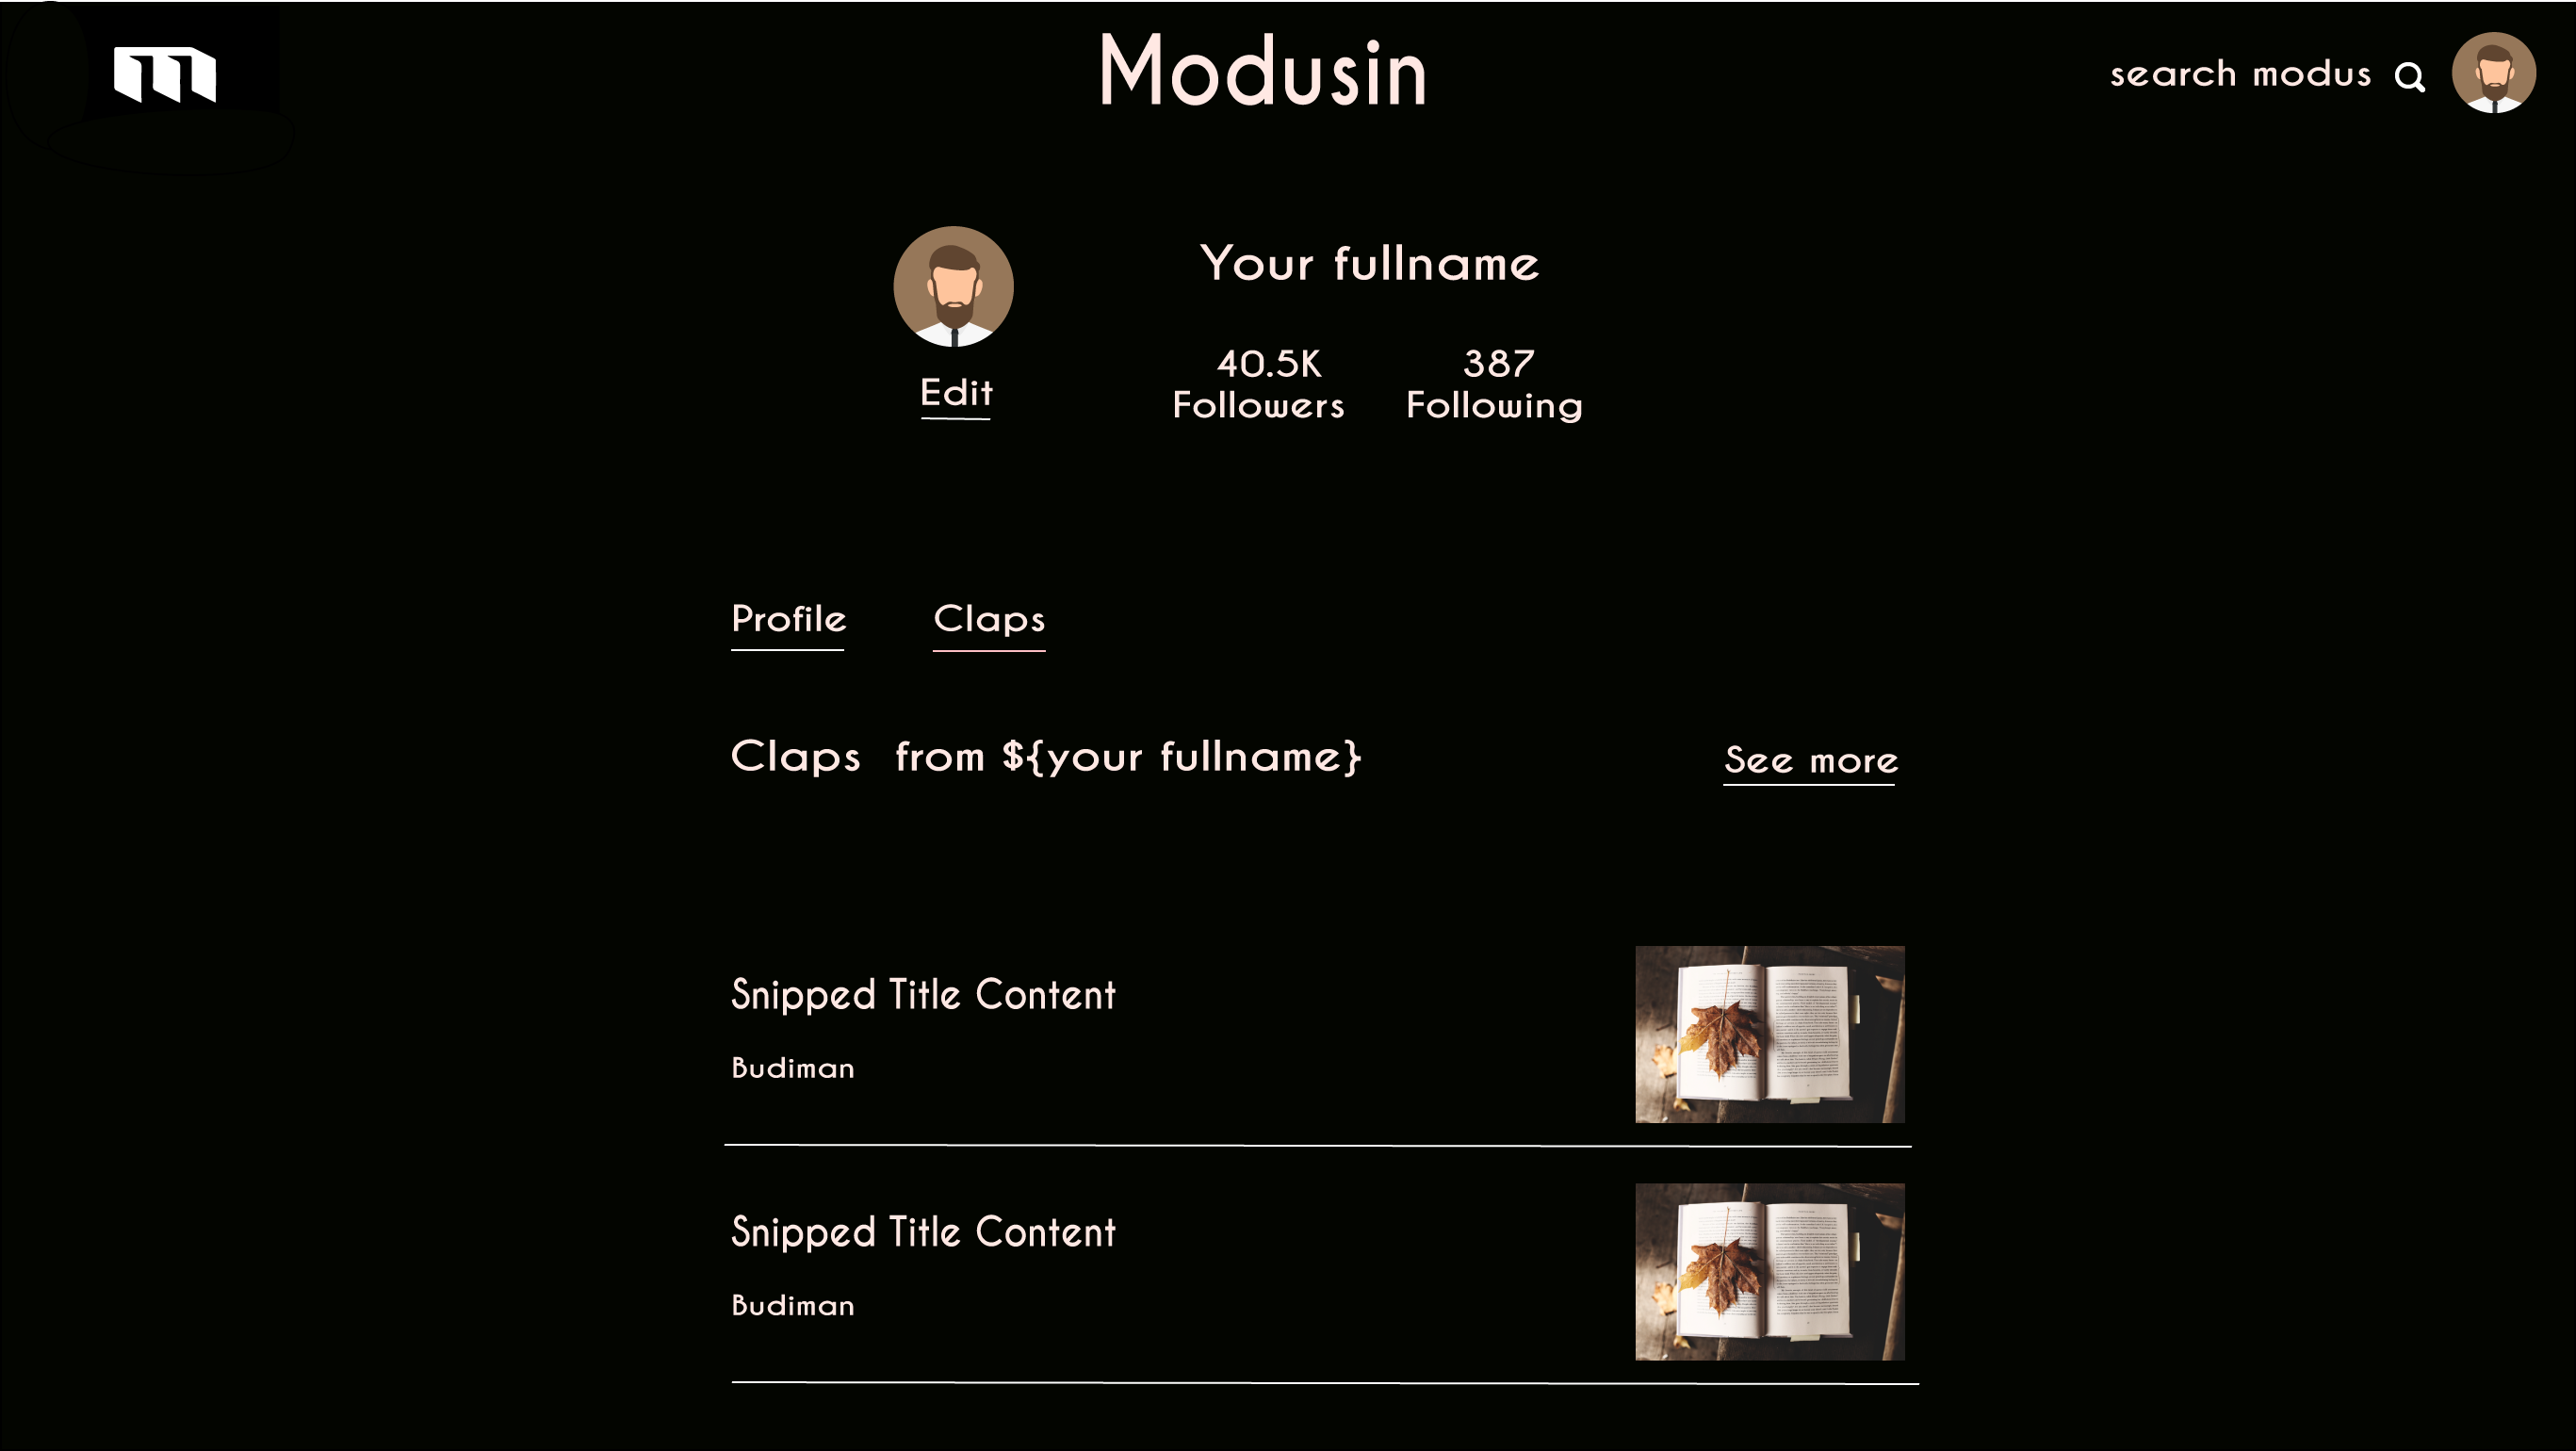 Modusin
search modus
Your fullname
40.5K
Followers
387
Following
Edit
Profile
Claps
Claps from ${your fullname}
See more
Snipped Title Content
Budiman
Snipped Title Content
Budiman